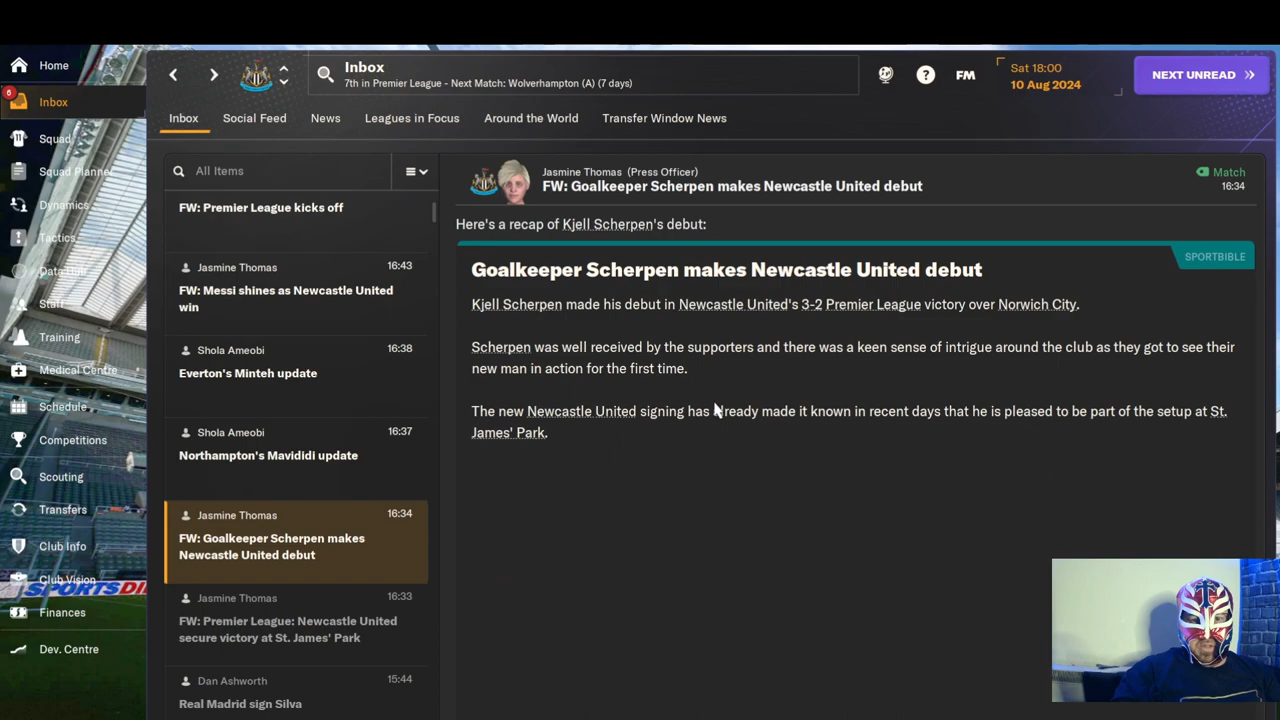 Home
Inbox
7th in Premier League - Next Match: Wolverhampton (A) (7 days)
FM
Sat 18:00
10 Aug 2024
NEXT UNREAD
6
Inbox
Squad
Squad Planner
Dynamics
Tactics
Data Hub
Staff
Training
Medical Centre
Schedule
Competitions
Scouting
Transfers
Club Info
Club Vision
Finances
Dev. Centre
Inbox
Social Feed
News
Leagues in Focus
Around the World
Transfer Window News
All Items
FW: Premier League kicks off
Jasmine Thomas 16:43
FW: Messi shines as Newcastle United
win
Shola Ameobi 16:38
Everton's Minteh update
Shola Ameobi 16:37
Northampton's Mavididi update
Jasmine Thomas 16:34
FW: Goalkeeper Scherpen makes
Newcastle United debut
Jasmine Thomas 16:33
FW: Premier League: Newcastle United
secure victory at St. James' Park
Dan Ashworth 15:44
Real Madrid sign Silva
Jasmine Thomas (Press Officer)
FW: Goalkeeper Scherpen makes Newcastle United debut
Match
16:34
Here's a recap of Kjell Scherpen's debut:
SPORTBIBLE
Goalkeeper Scherpen makes Newcastle United debut
Kjell Scherpen made his debut in Newcastle United's 3-2 Premier League victory over Norwich City.
Scherpen was well received by the supporters and there was a keen sense of intrigue around the club as they got to see their
new man in action for the first time.
The new Newcastle United signing has already made it known in recent days that he is pleased to be part of the setup at St.
James' Park.